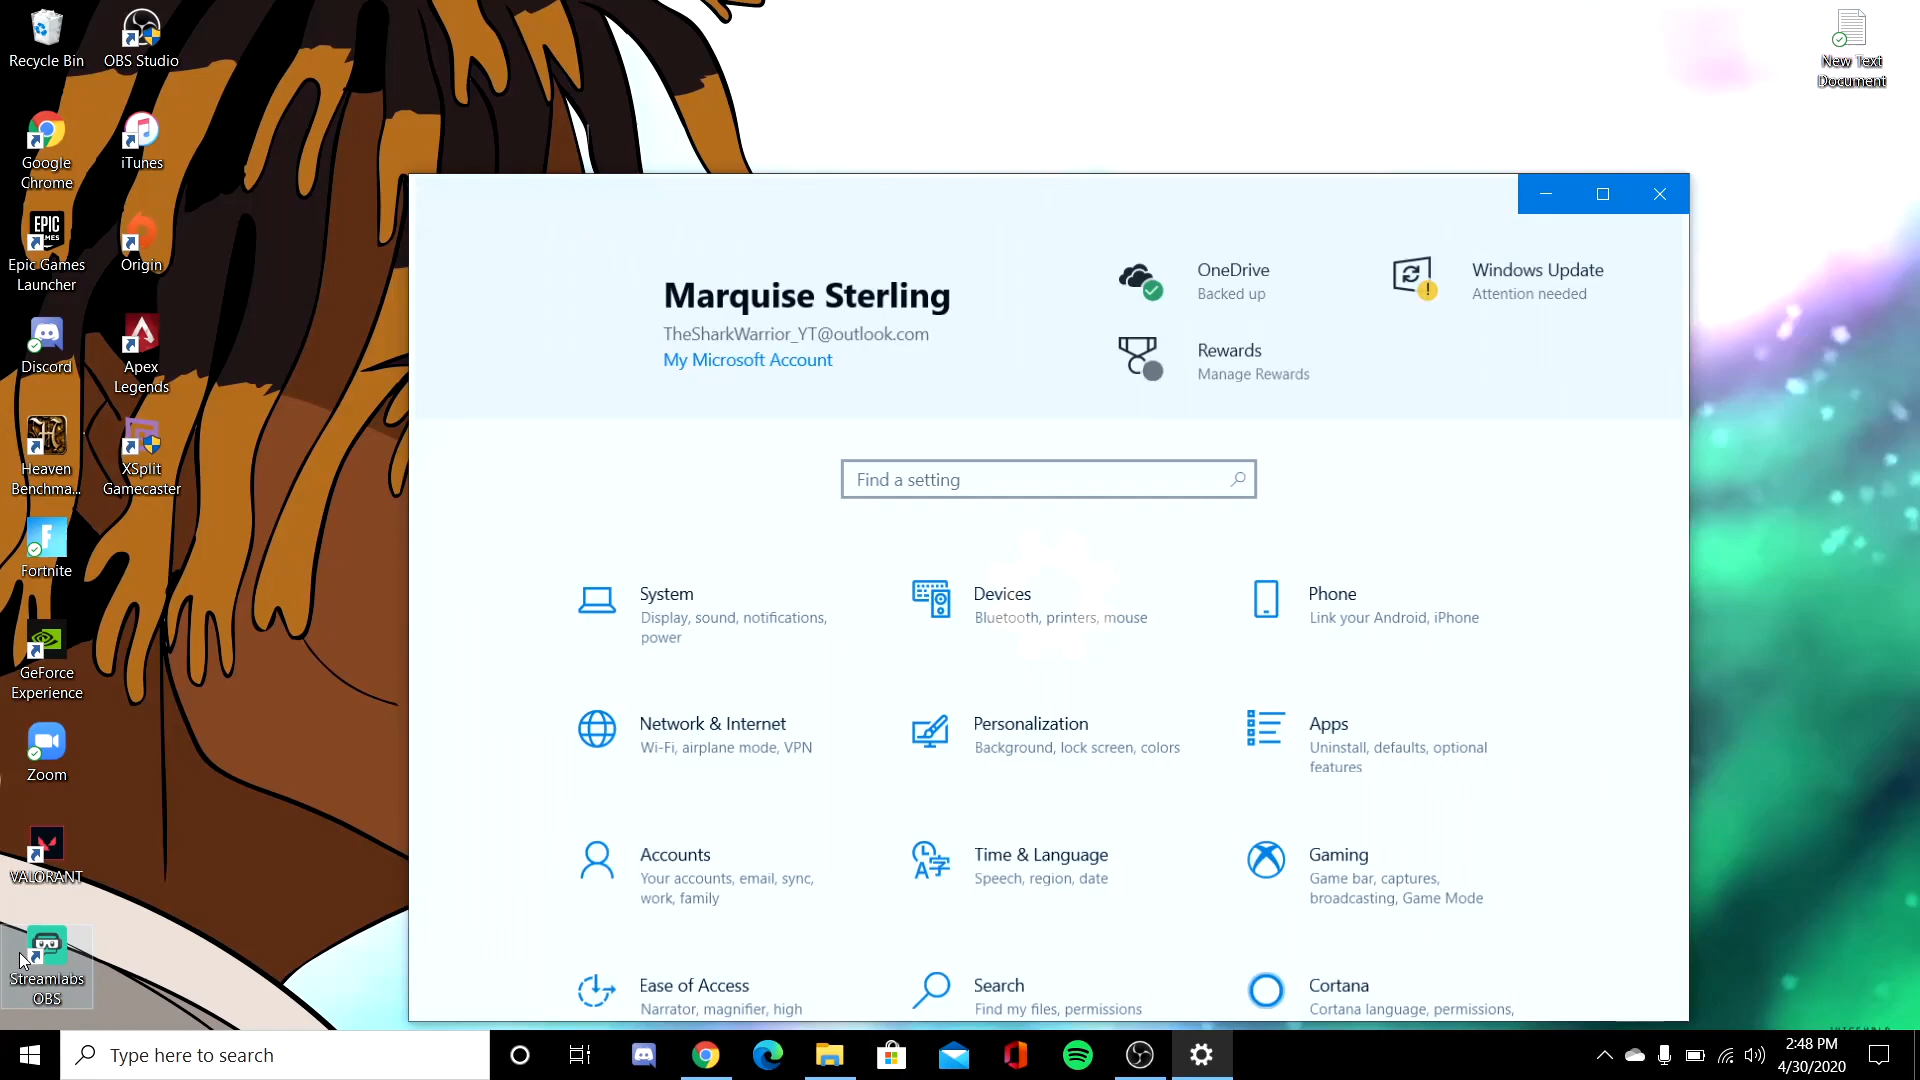 Recycle Bin
OBS Studio
Google
Chrome
iTunes
EPIC
Epic Games
Launcher
Origin
Discord
Apex
Legends
Heaven
Benchma...
XSplit
Gamecaster
Fortnite
GeForce
Experience
Zoom
VALORANT
Streamlabs
OBS
New Text
Document
Marquise Sterling
TheSharkWarrior_YT@outlook.com
My Microsoft Account
OneDrive
Backed up
Windows Update
Attention needed
Rewards
Manage Rewards
Find a setting
System
Display, sound, notifications,
power
Devices
Bluetooth, printers, mouse
Phone
Link your Android, iPhone
Network & Internet
Wi-Fi, airplane mode, VPN
Personalization
Background, lock screen, colors
Apps
Uninstall, defaults, optional
features
Accounts
Your accounts, email, sync,
work, family
Time & Language
Speech, region, date
Gaming
Game bar, captures,
broadcasting, Game Mode
Ease of Access
Narrator, magnifier, high
Search
Find my files, permissions
Cortana
Cortana language, permissions,
Type here to search
2:48 PM
4/30/2020